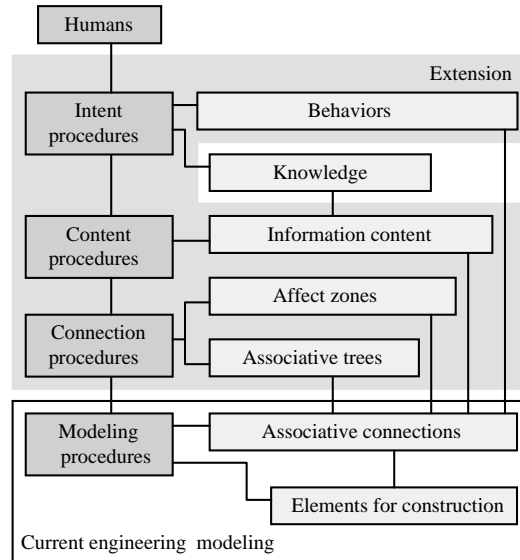 Humans
Extension
Intent
procedures
Behaviors
Knowledge
Content
procedures
Information content
Affect zones
Connection
procedures
Associative trees
Modeling
procedures
Associative connections
Elements for construction
Current engineering modeling